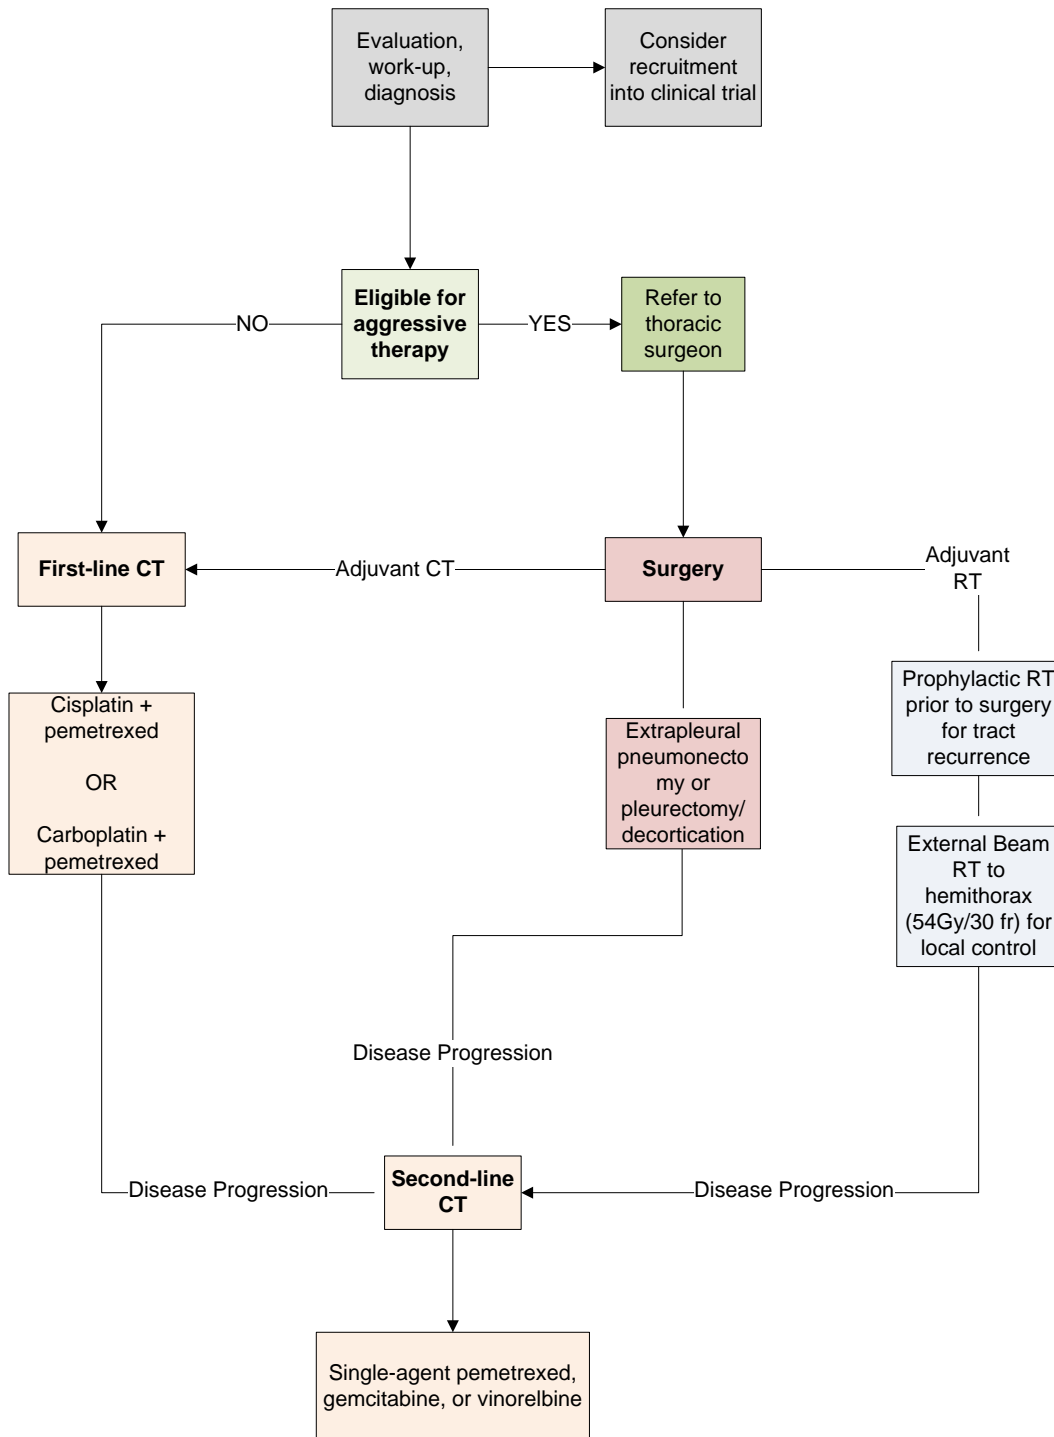 Evaluation,
work-up,
diagnosis
Consider
recruitment
into clinical trial
Eligible for
aggressive
therapy
NO
YES
Refer to
thoracic
surgeon
First-line CT
Adjuvant CT
Surgery
Adjuvant
RT
Cisplatin +
pemetrexed
OR
Carboplatin +
pemetrexed
Extrapleural
pneumonecto
my or
pleurectomy/
decortication
Prophylactic RT
prior to surgery
for tract
recurrence
External Beam
RT to
hemithorax
(54Gy/30 fr) for
local control
Disease Progression
Disease Progression
Second-line
CT
Disease Progression
Single-agent pemetrexed,
gemcitabine, or vinorelbine